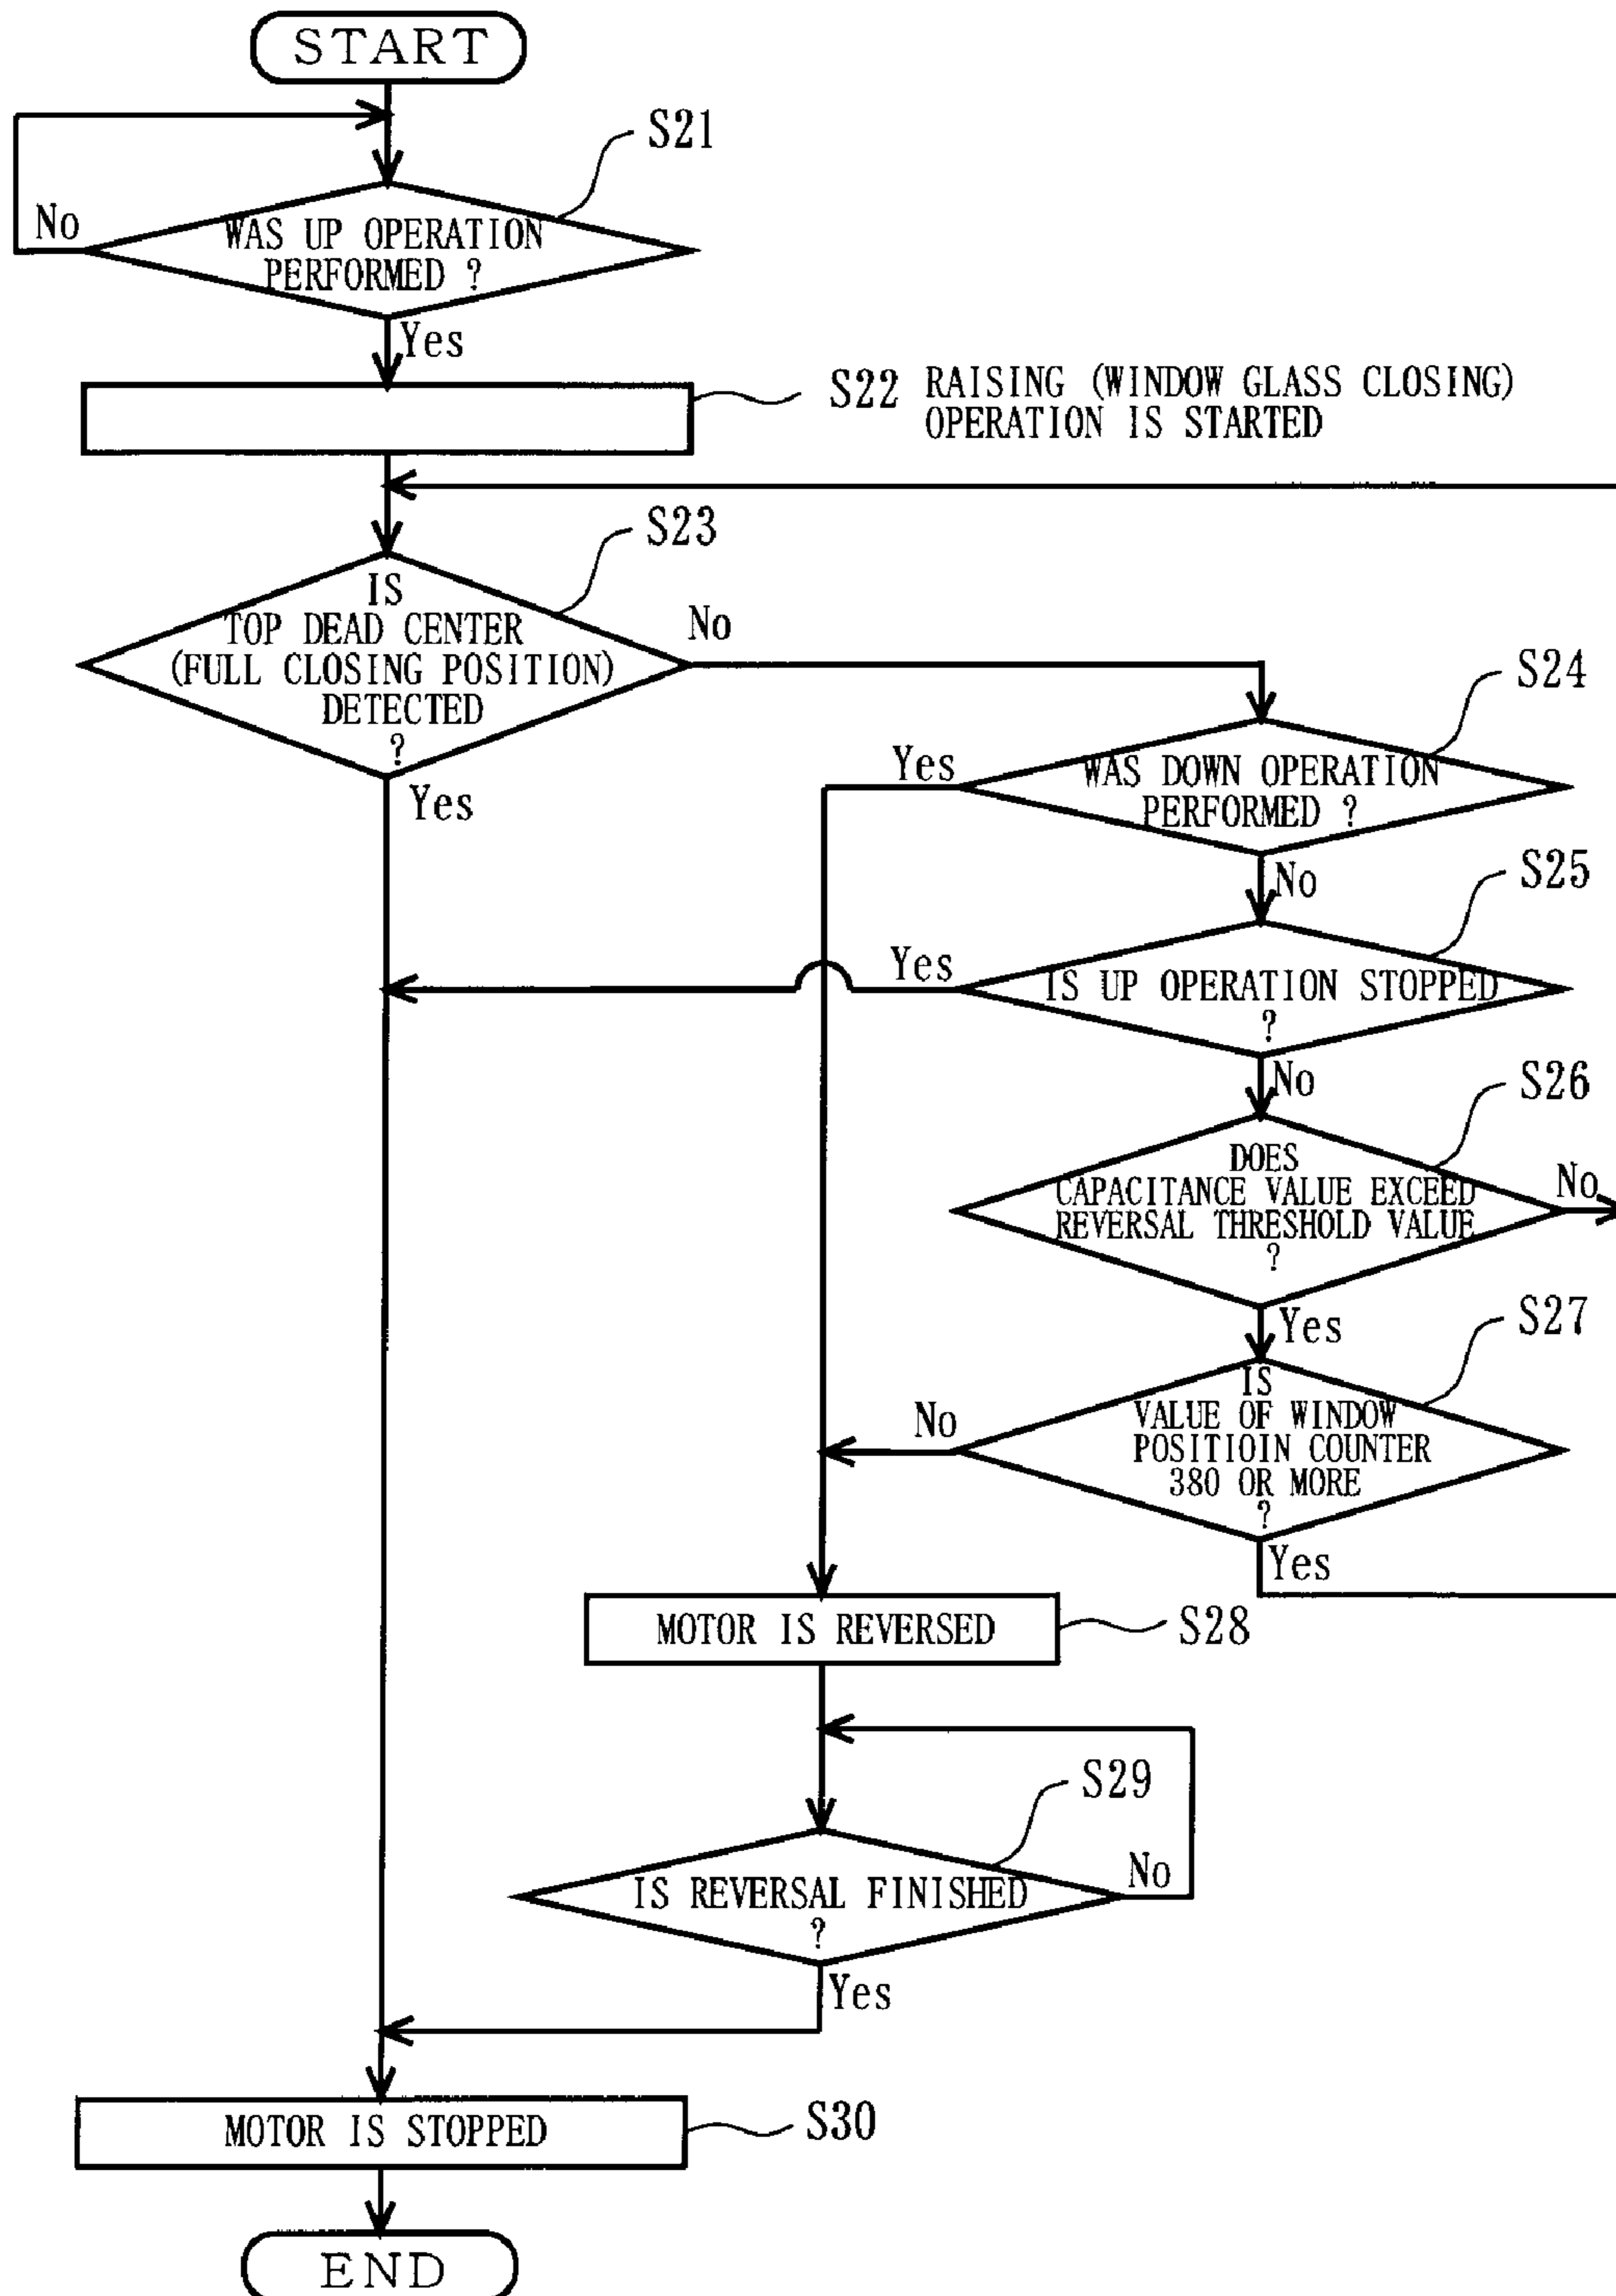 START
S21
No
WAS UP OPERATION
PERFORMED ?
Yes
S22 RAISING (WINDOW GLASS CLOSING)
OPERATION IS STARTED
S23
IS
TOP DEAD CENTER
(FULL CLOSING POSITION)
DETECTED
?
No
Yes
S24
Yes
WAS DOWN OPERATION
PERFORMED ?
No
S25
Yes
IS UP OPERATION STOPPED
?
No
S26
DOES
CAPACITANCE VALUE EXCEED
REVERSAL THRESHOLD VALUE
?
No
Yes
S27
IS
VALUE OF WINDOW
POSITIOIN COUNTER
380 OR MORE
?
No
Yes
MOTOR IS REVERSED
S28
S29
IS REVERSAL FINISHED
?
No
Yes
MOTOR IS STOPPED
S30
END